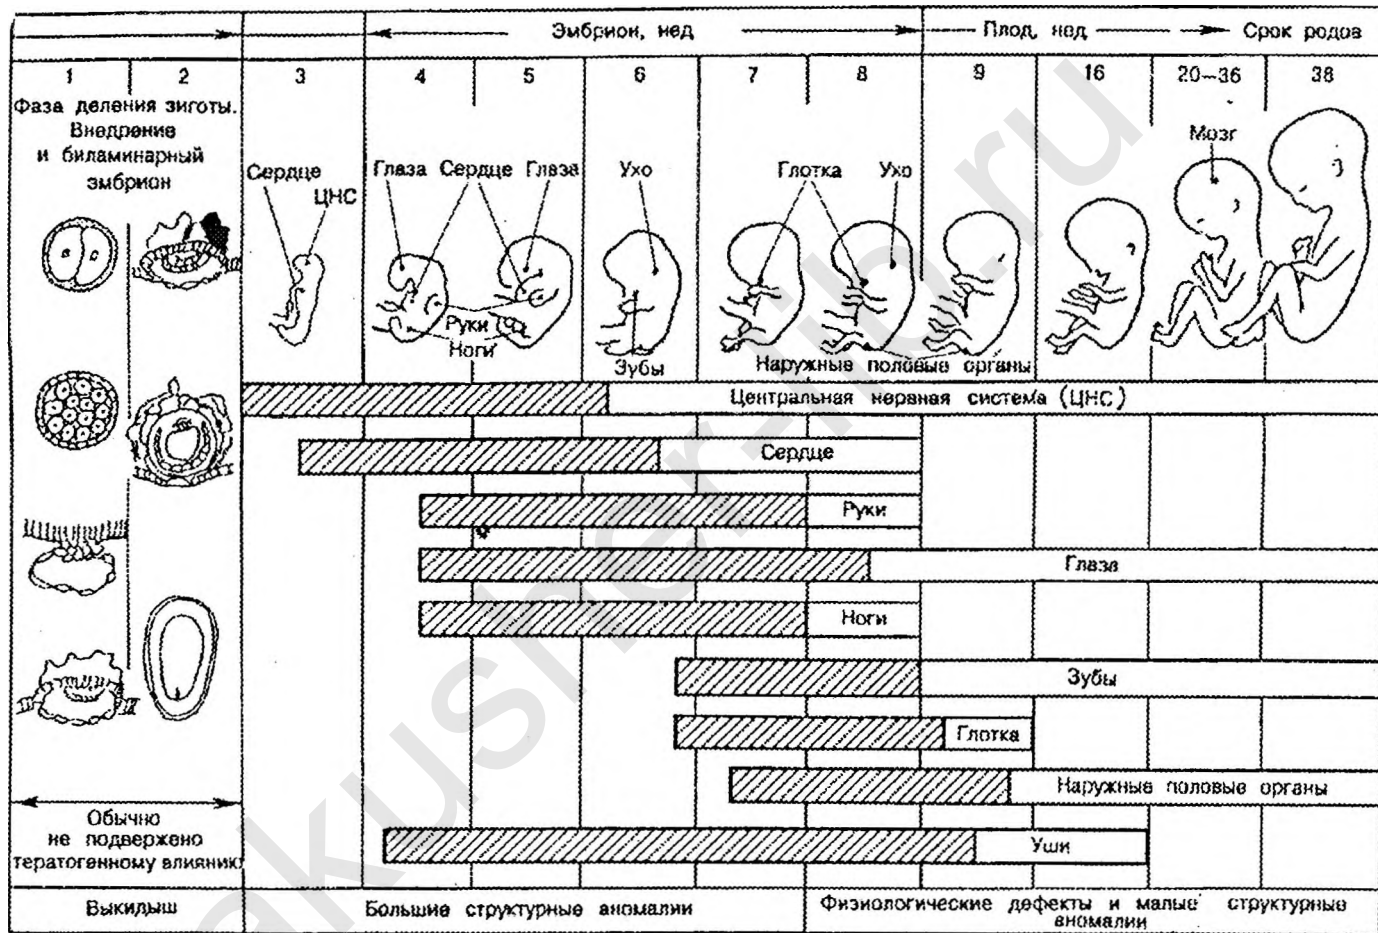 Эмбрион, нед
Плод, нед
Срок родов
1 2 3 4 5 6 7 8 9 16 20–36 38
Фаза деления зиготы.
Внедрение
и биламинарный
эмбрион
Сердце
ЦНС
Глаза Сердце Глаза
Руки
Ноги
Ухо
Зубы
Глотка Ухо
Наружные половые органы
Мозг
Центральная нервная система (ЦНС)
Сердце
Руки
Глаза
Ноги
Зубы
Глотка
Наружные половые органы
Уши
Обычно
не подвержено
тератогенному влиянию
Выкидыш
Большие структурные аномалии
Физиологические дефекты и малые структурные
аномалии
akusher-lib.ru